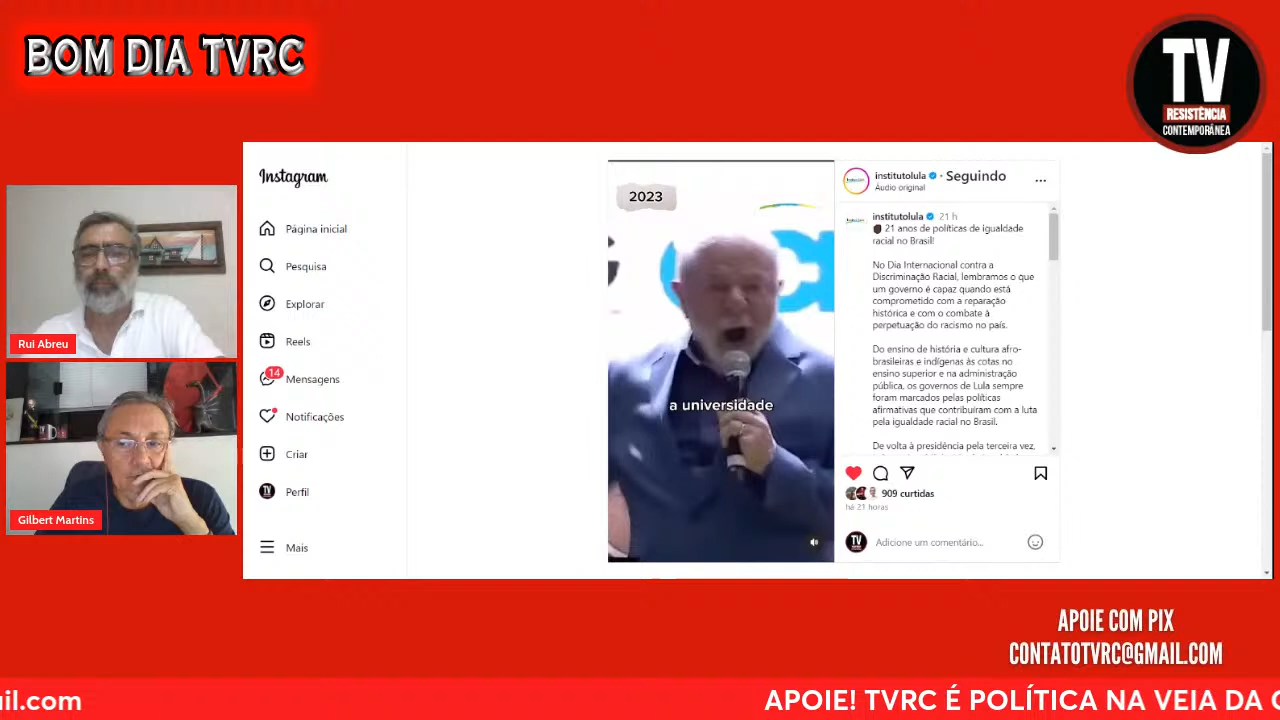 BOM DIA TVRC
TV
RESISTÊNCIA
CONTEMPORÂNEA
Rui Abreu
Gilbert Martins
Instagram
Página inicial
Pesquisa
Explorar
Reels
14
Mensagens
Notificações
Criar
Perfil
Mais
2023
a universidade
institutolula • Seguindo
Áudio original
institutolula 21 h
21 anos de políticas de igualdade
racial no Brasil!
No Dia Internacional contra a
Discriminação Racial, lembramos o que
um governo é capaz quando está
comprometido com a reparação
histórica e com o combate à
perpetuação do racismo no país.
Do ensino de história e cultura afro-
brasileiras e indígenas às cotas no
ensino superior e na administração
pública, os governos de Lula sempre
foram marcados pelas políticas
afirmativas que contribuíram com a luta
pela igualdade racial no Brasil.
De volta à presidência pela terceira vez,
909 curtidas
há 21 horas
TV
Adicione um comentário...
APOIE COM PIX
CONTATOTVRC@GMAIL.COM
il.com
APOIE! TVRC É POLÍTICA NA VEIA DA